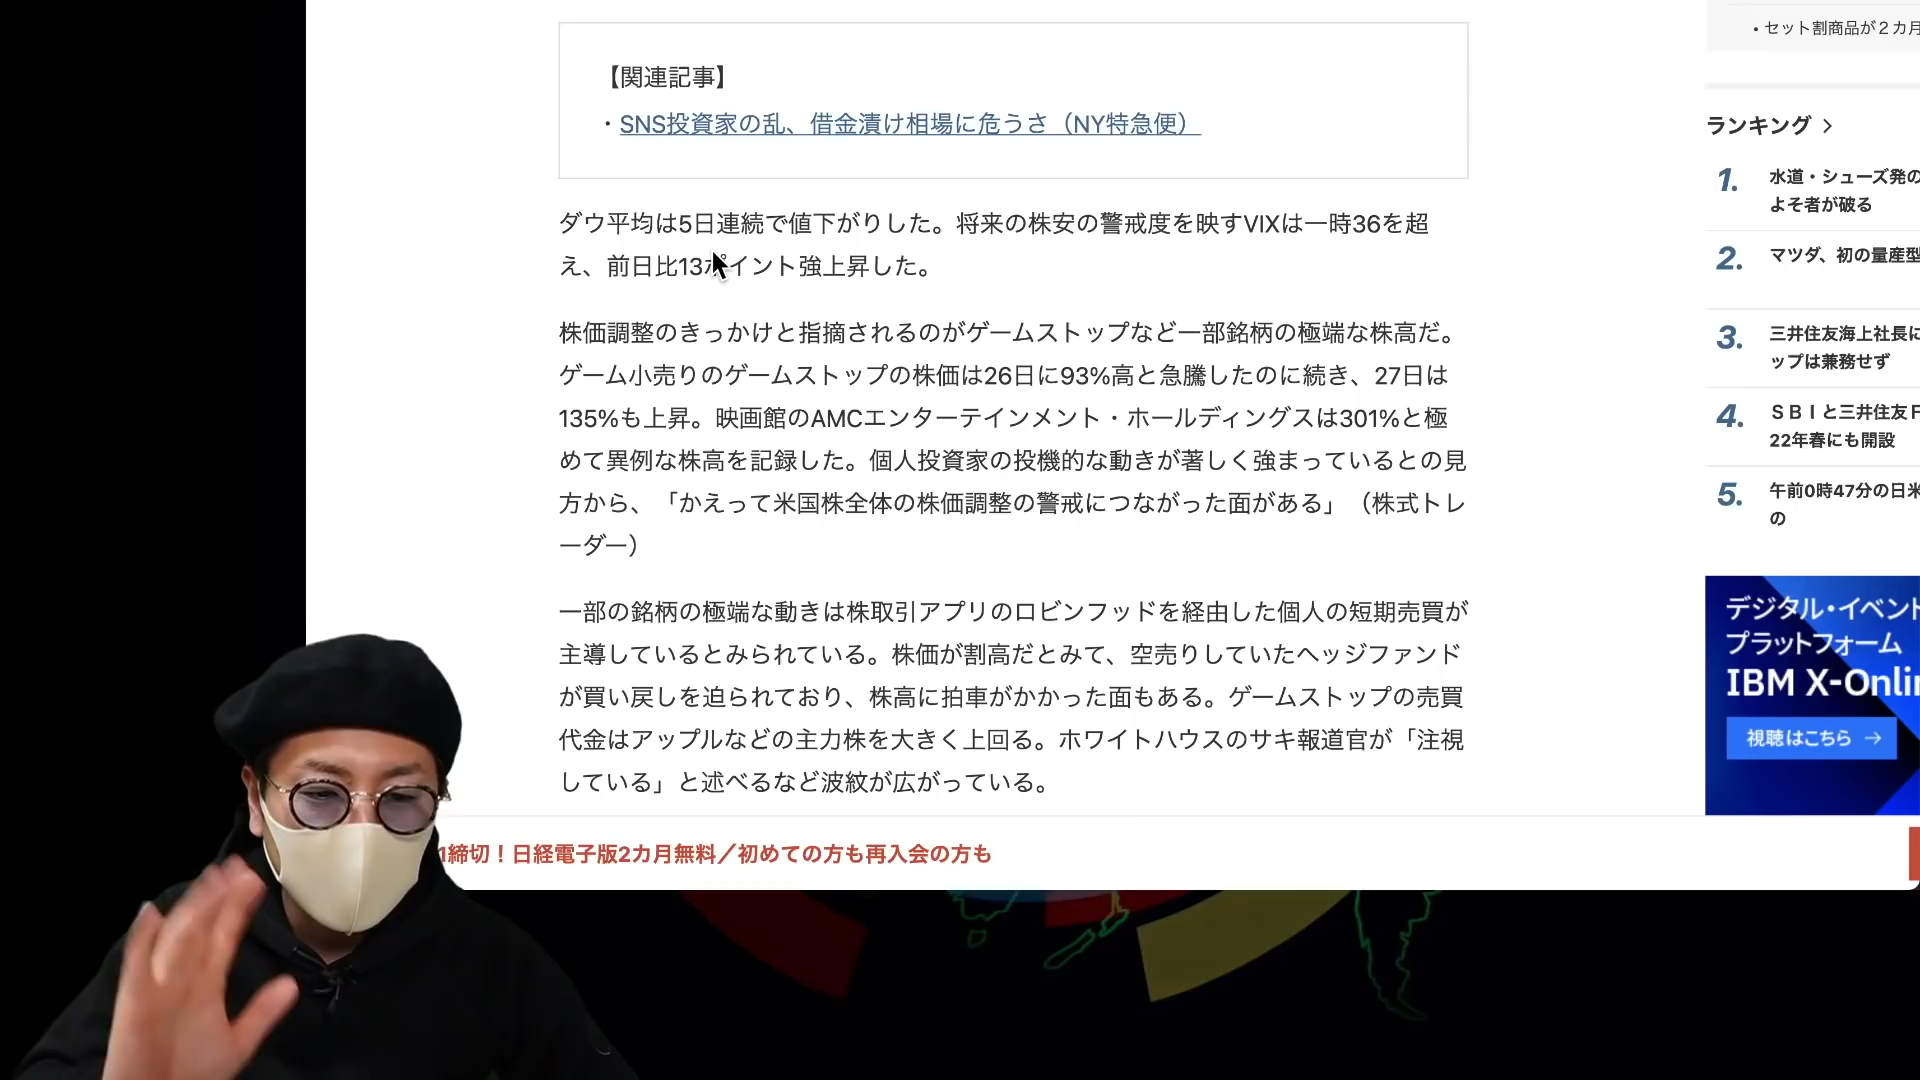 【関連記事】
・SNS投資家の乱、借金漬け相場に危うさ（NY特急便）
ダウ平均は5日連続で値下がりした。将来の株安の警戒度を映すVIXは一時36を超
え、前日比13ポイント強上昇した。
株価調整のきっかけと指摘されるのがゲームストップなど一部銘柄の極端な株高だ。
ゲーム小売りのゲームストップの株価は26日に93%高と急騰したのに続き、27日は
135%も上昇。映画館のAMCエンターテインメント・ホールディングスは301%と極
めて異例な株高を記録した。個人投資家の投機的な動きが著しく強まっているとの見
方から、「かえって米国株全体の株価調整の警戒につながった面がある」（株式トレ
ーダー）
一部の銘柄の極端な動きは株取引アプリのロビンフッドを経由した個人の短期売買が
主導しているとみられている。株価が割高だとみて、空売りしていたヘッジファンド
が買い戻しを迫られており、株高に拍車がかかった面もある。ゲームストップの売買
代金はアップルなどの主力株を大きく上回る。ホワイトハウスのサキ報道官が「注視
している」と述べるなど波紋が広がっている。
1締切！日経電子版2カ月無料／初めての方も再入会の方も
・セット割商品が２カ月
ランキング >
1. 水道・シューズ発の
よそ者が破る
2. マツダ、初の量産型
3. 三井住友海上社長に
ップは兼務せず
4. ＳＢＩと三井住友Ｆ
22年春にも開設
5. 午前0時47分の日米
の
デジタル・イベント
プラットフォーム
IBM X-Onlin
視聴はこちら →